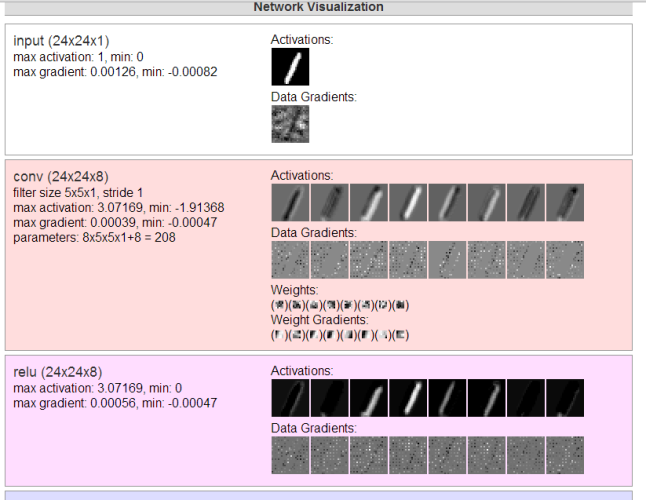 Network Visualization
input (24x24x1)
max activation: 1, min: 0
max gradient: 0.00126, min: -0.00082
Activations:
Data Gradients:
conv (24x24x8)
filter size 5x5x1, stride 1
max activation: 3.07169, min: -1.91368
max gradient: 0.00039, min: -0.00047
parameters: 8x5x5x1+8 = 208
Activations:
Data Gradients:
Weights:
()()()()()()()()
Weight Gradients:
()()()()()()()()
relu (24x24x8)
max activation: 3.07169, min: 0
max gradient: 0.00056, min: -0.00047
Activations:
Data Gradients: